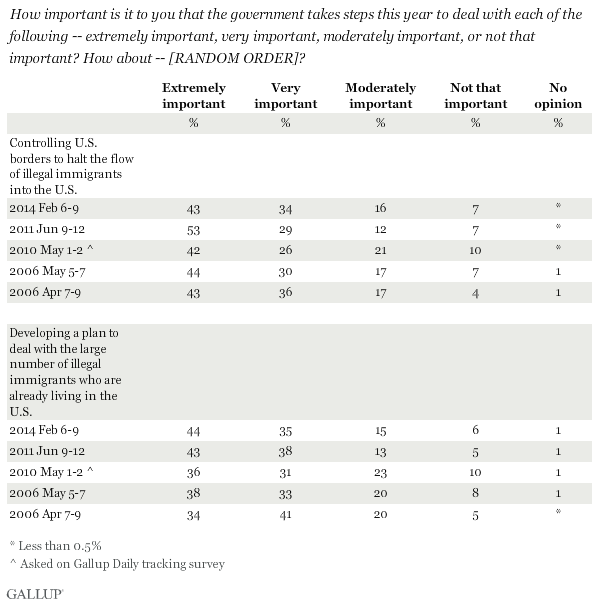 How important is it to you that the government takes steps this year to deal with each of the
following -- extremely important, very important, moderately important, or not that
important? How about -- [RANDOM ORDER]?
Extremely important Very important Moderately important Not that important No opinion
% % % % %
Controlling U.S.
borders to halt the flow
of illegal immigrants
into the U.S.
2014 Feb 6-9 43 34 16 7 *
2011 Jun 9-12 53 29 12 7 *
2010 May 1-2 ^ 42 26 21 10 *
2006 May 5-7 44 30 17 7 1
2006 Apr 7-9 43 36 17 4 1
Developing a plan to
deal with the large
number of illegal
immigrants who are
already living in the
U.S.
2014 Feb 6-9 44 35 15 6 1
2011 Jun 9-12 43 38 13 5 1
2010 May 1-2 ^ 36 31 23 10 1
2006 May 5-7 38 33 20 8 1
2006 Apr 7-9 34 41 20 5 *
* Less than 0.5%
^ Asked on Gallup Daily tracking survey
GALLUP